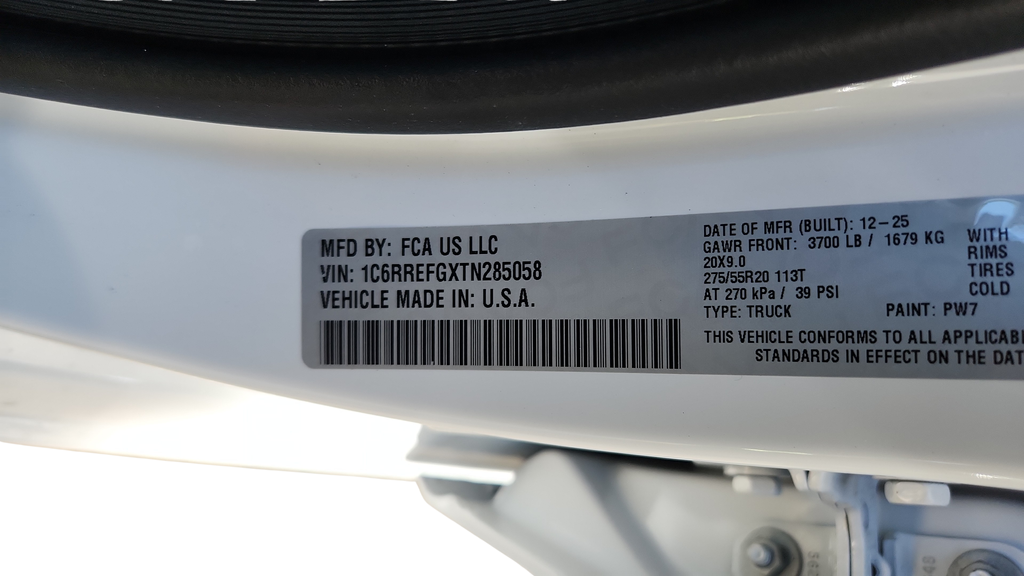 MFD BY: FCA US LLC
VIN: 1C6RREFGXTN285058
VEHICLE MADE IN: U.S.A.
DATE OF MFR (BUILT): 12-25
GAWR FRONT: 3700 LB / 1679 KG WITH
20X9.0 RIMS
275/55R20 113T TIRES
AT 270 kPa / 39 PSI COLD
TYPE: TRUCK PAINT: PW7
THIS VEHICLE CONFORMS TO ALL
STANDARDS IN EFFECT ON THE